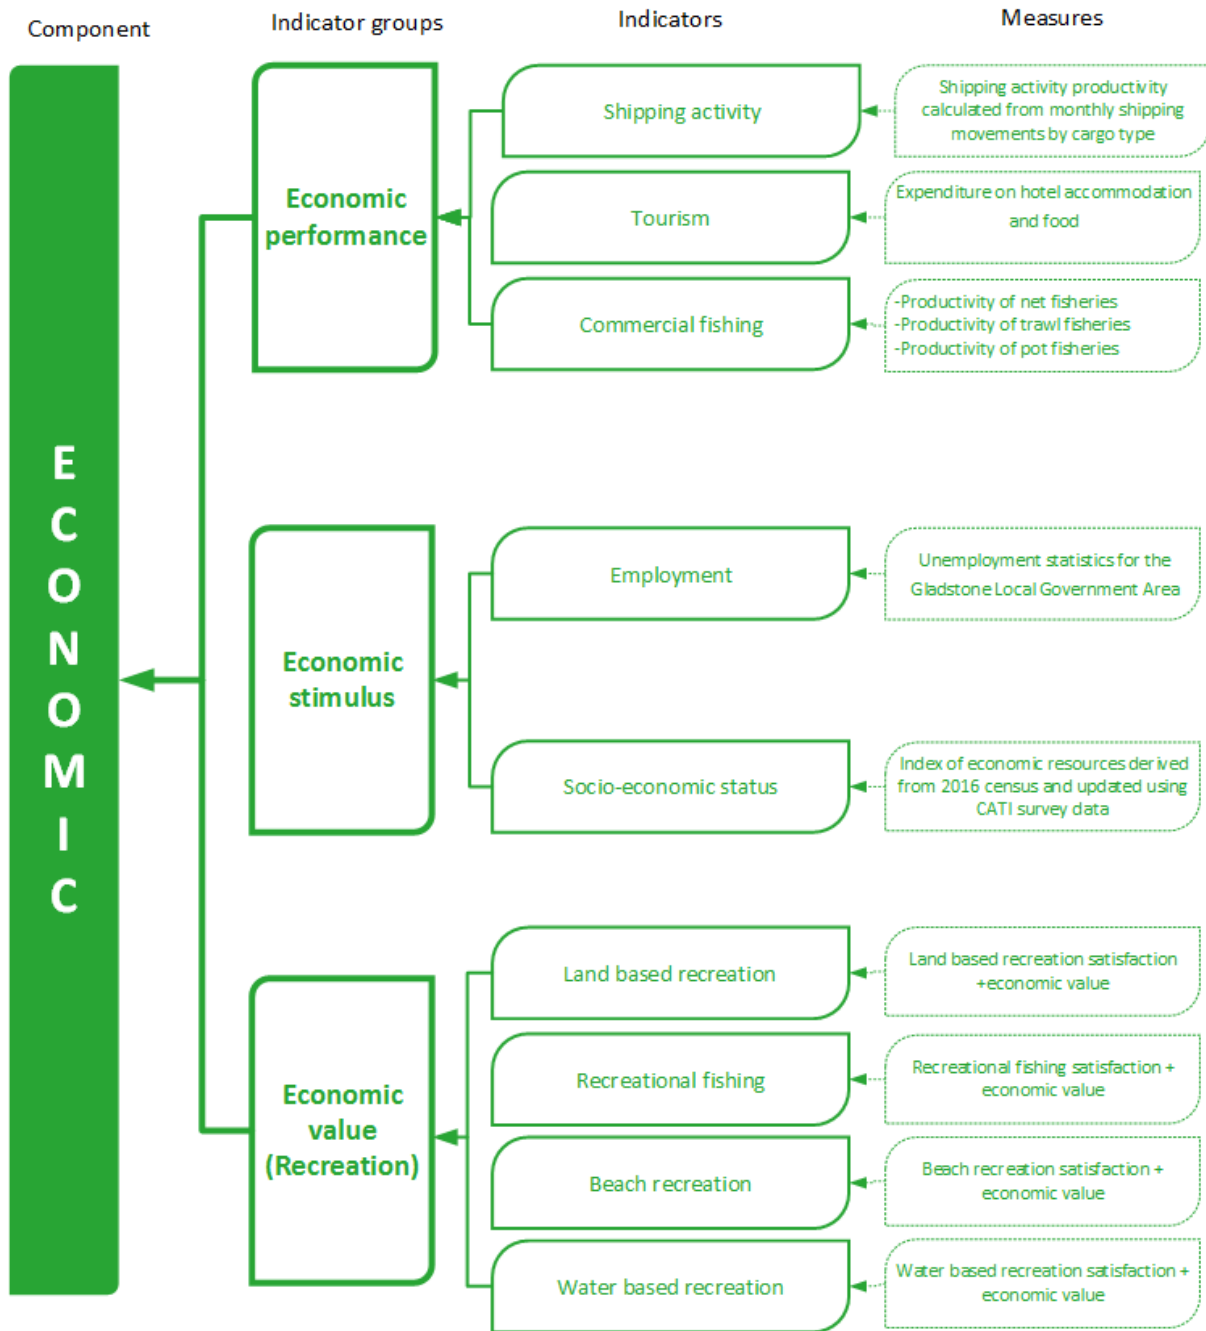 Component
Indicator groups
Indicators
Measures
ECONOMIC
Economic
performance
Shipping activity
Shipping activity productivity
calculated from monthly shipping
movements by cargo type
Tourism
Expenditure on hotel accommodation
and food
Commercial fishing
-Productivity of net fisheries
-Productivity of trawl fisheries
-Productivity of pot fisheries
Economic
stimulus
Employment
Unemployment statistics for the
Gladstone Local Government Area
Socio-economic status
Index of economic resources derived
from 2016 census and updated using
CATI survey data
Economic
value
(Recreation)
Land based recreation
Land based recreation satisfaction
+economic value
Recreational fishing
Recreational fishing satisfaction +
economic value
Beach recreation
Beach recreation satisfaction +
economic value
Water based recreation
Water based recreation satisfaction +
economic value